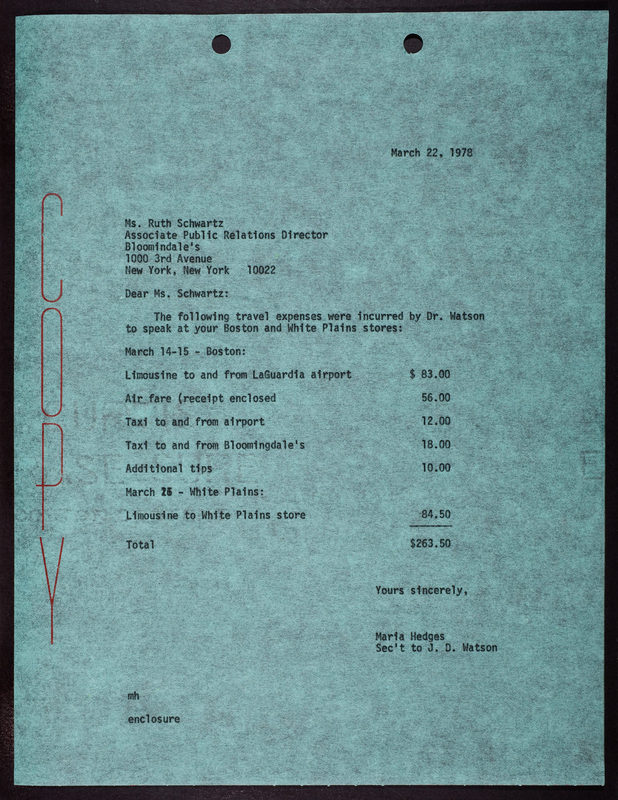 March 22, 1978
COPY
Ms. Ruth Schwartz
Associate Public Relations Director
Bloomindale's
1000 3rd Avenue
New York, New York 10022
Dear Ms. Schwartz:
The following travel expenses were incurred by Dr. Watson
to speak at your Boston and White Plains stores:
March 14-15 - Boston:
Limousine to and from LaGuardia airport $ 83.00
Air fare (receipt enclosed 56.00
Taxi to and from airport 12.00
Taxi to and from Bloomingdale's 18.00
Additional tips 10.00
March - White Plains:
Limousine to White Plains store 84.50
Total $263.50
Yours sincerely,
Maria Hedges
Sec't to J. D. Watson
mh
enclosure